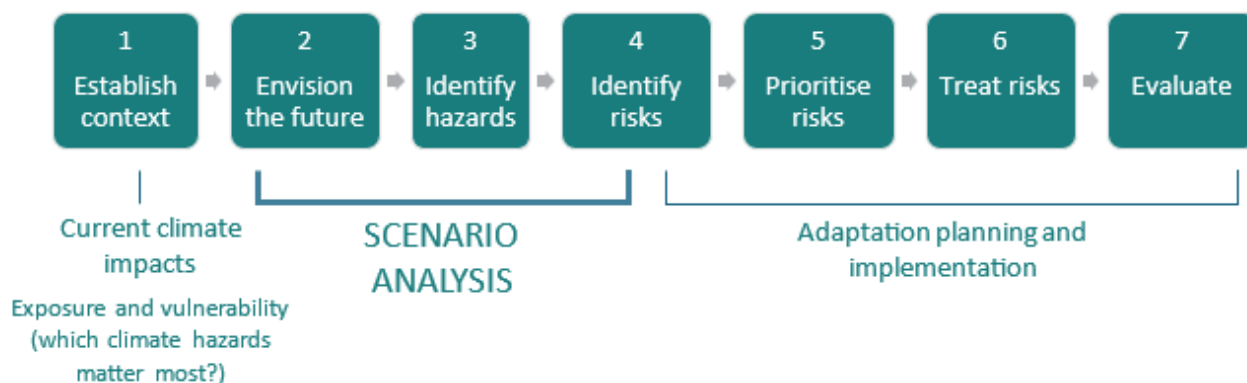 1
Establish
context
2
Envision
the future
3
Identify
hazards
4
Identify
risks
5
Prioritise
risks
6
Treat risks
7
Evaluate
Current climate
impacts
Exposure and vulnerability
(which climate hazards
matter most?)
SCENARIO
ANALYSIS
Adaptation planning and
implementation